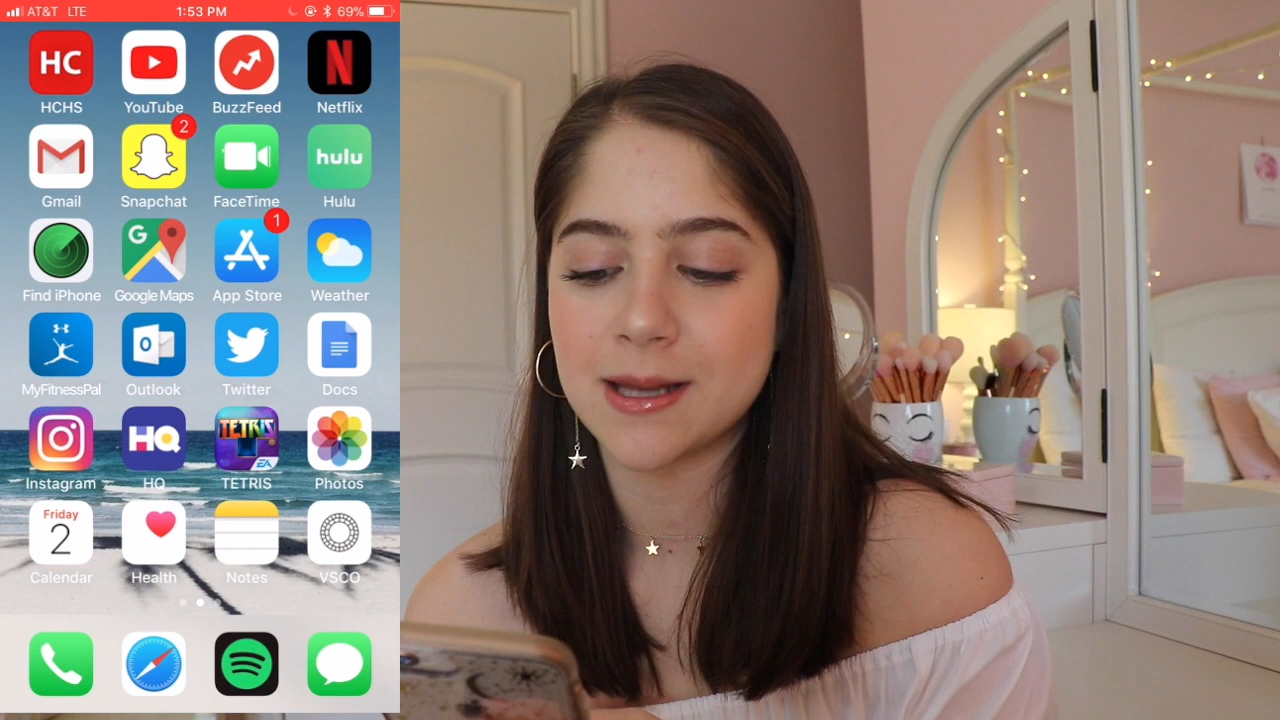 AT&T LTE 1:53 PM 69%
HC
HCHS YouTube BuzzFeed Netflix
2
hulu
Gmail Snapchat FaceTime Hulu
G 1
Find iPhone Google Maps App Store Weather
MyFitnessPal Outlook Twitter Docs
HQ TETRIS
EA
Instagram HQ TETRIS Photos
Friday
2
Calendar Health Notes VSCO